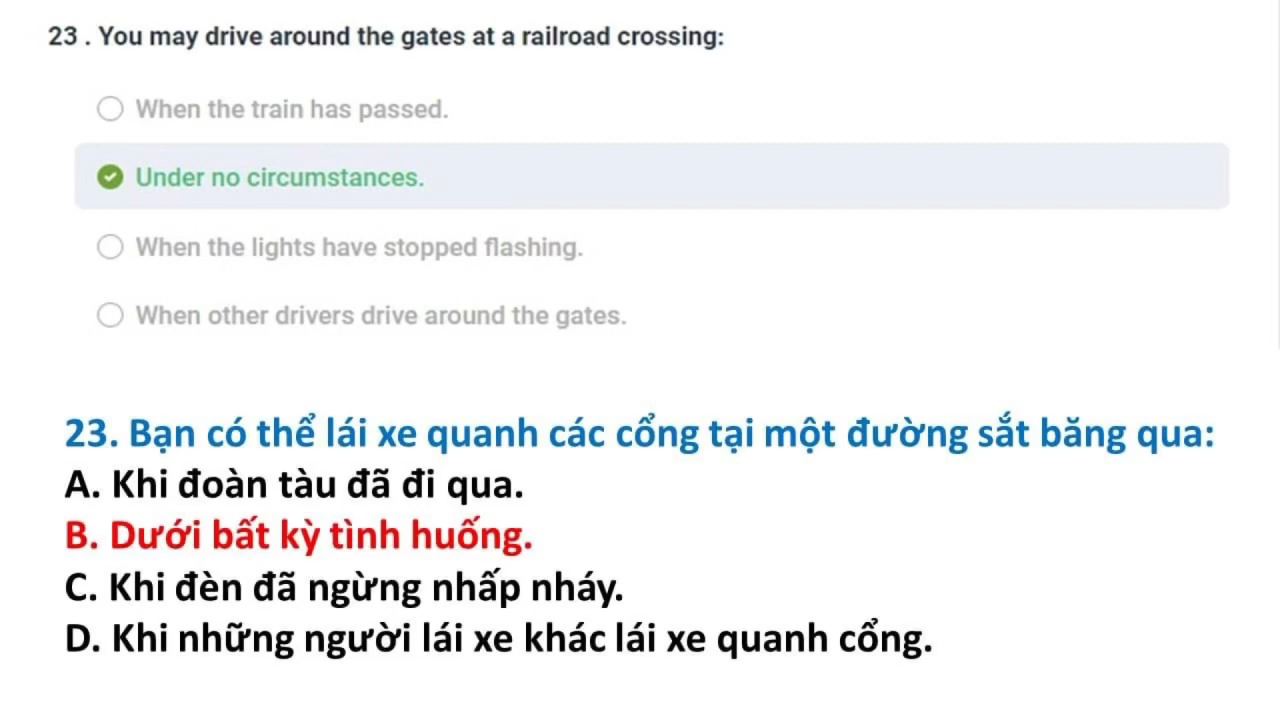 23 . You may drive around the gates at a railroad crossing:
When the train has passed.
Under no circumstances.
When the lights have stopped flashing.
When other drivers drive around the gates.
23. Bạn có thể lái xe quanh các cổng tại một đường sắt băng qua:
A. Khi đoàn tàu đã đi qua.
B. Dưới bất kỳ tình huống.
C. Khi đèn đã ngừng nhấp nháy.
D. Khi những người lái xe khác lái xe quanh cổng.